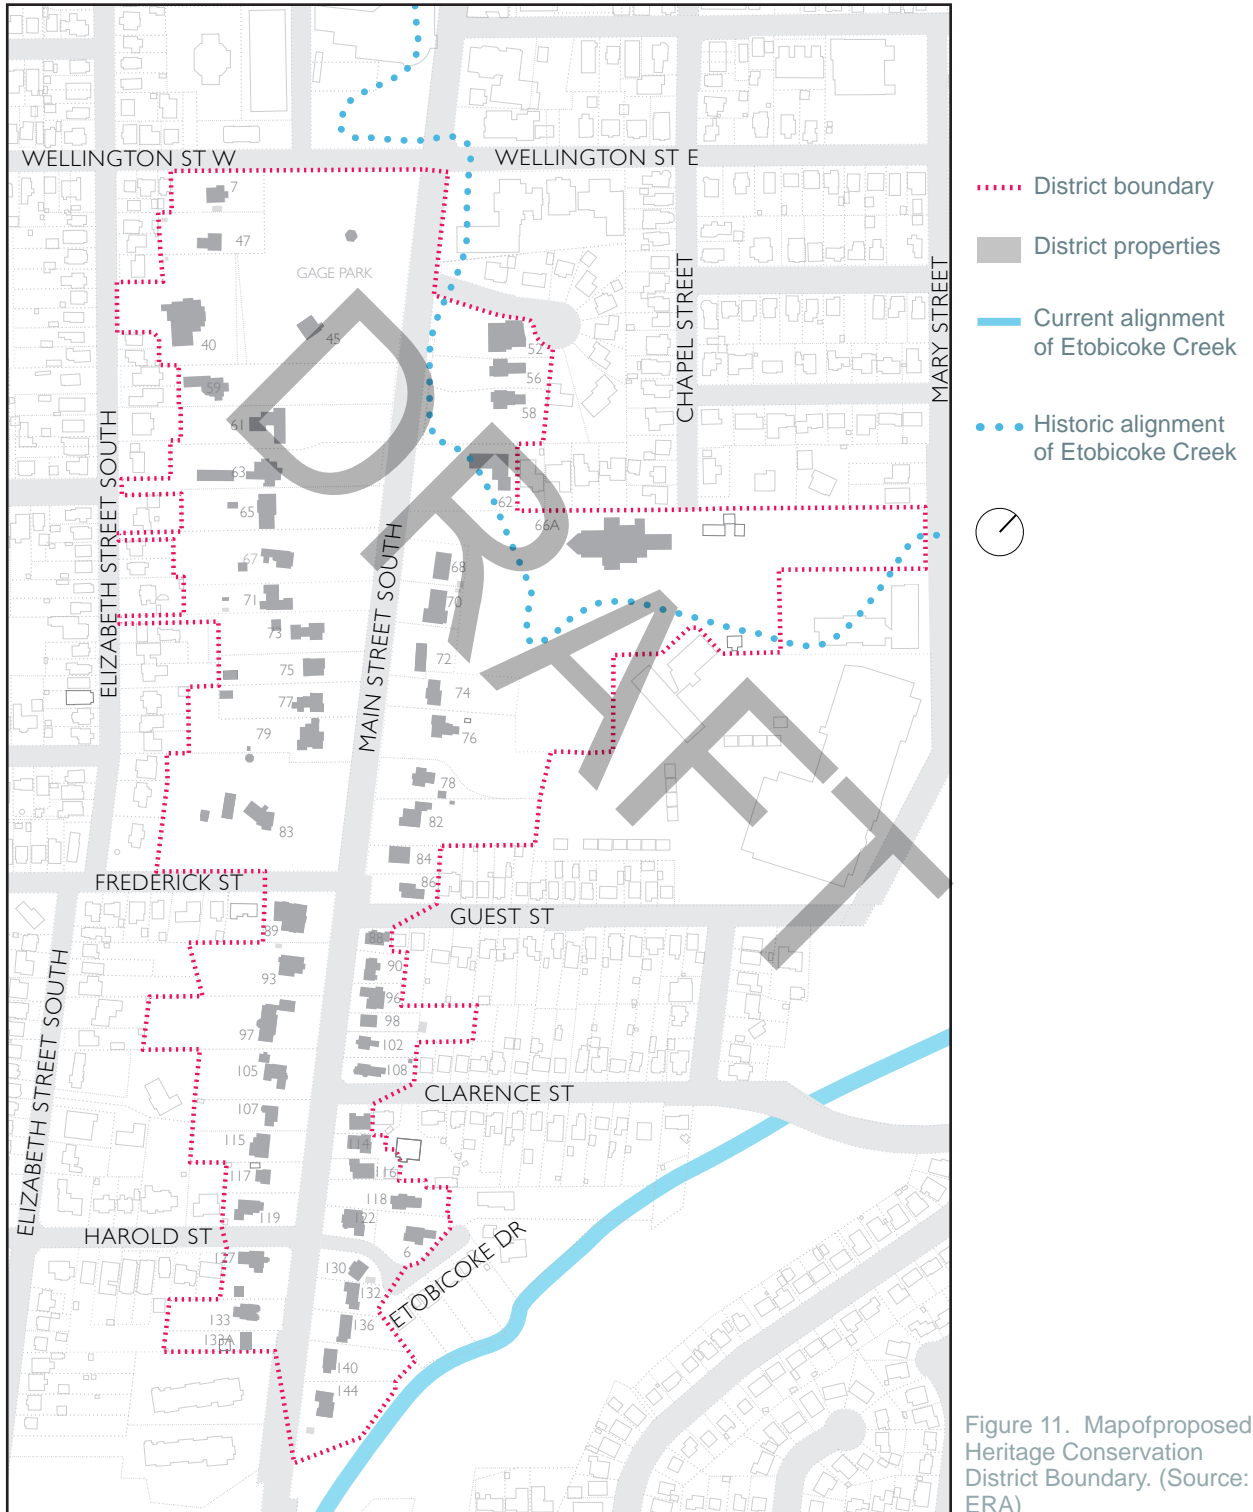 WELLINGTON ST W
WELLINGTON ST E
7
47
GAGE PARK
40
45
52
56
58
59
61
63
65
62
66A
67
68
71
70
73
72
75
74
77
76
79
78
83
82
84
86
CHAPEL STREET
MARY STREET
ELIZABETH STREET SOUTH
MAIN STREET SOUTH
FREDERICK ST
GUEST ST
89
88
93
90
96
97
98
102
105
108
CLARENCE ST
107
115
114
117
116
119
118
122
6
ELIZABETH STREET SOUTH
HAROLD ST
ETOBICOKE DR
127
130
132
133
136
133A
140
144
DRAFT
District boundary
District properties
Current alignment
of Etobicoke Creek
Historic alignment
of Etobicoke Creek
Figure 11. Mapofproposed
Heritage Conservation
District Boundary. (Source:
ERA)